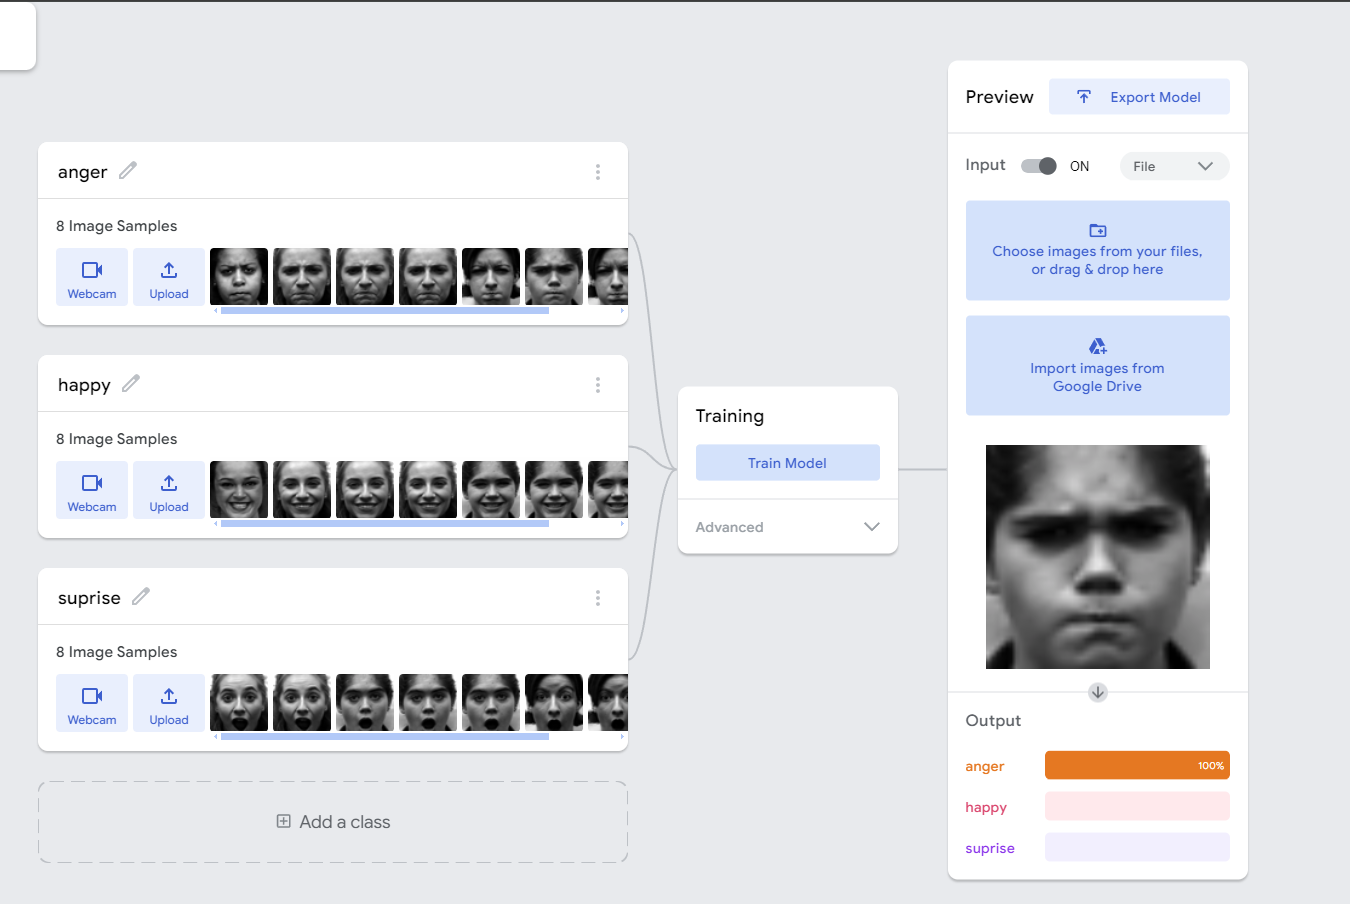 anger
8 Image Samples
Webcam
Upload
happy
8 Image Samples
Webcam
Upload
suprise
8 Image Samples
Webcam
Upload
Add a class
Training
Train Model
Advanced
Preview
Export Model
Input
ON
File
Choose images from your files,
or drag & drop here
Import images from
Google Drive
Output
anger
100%
happy
suprise